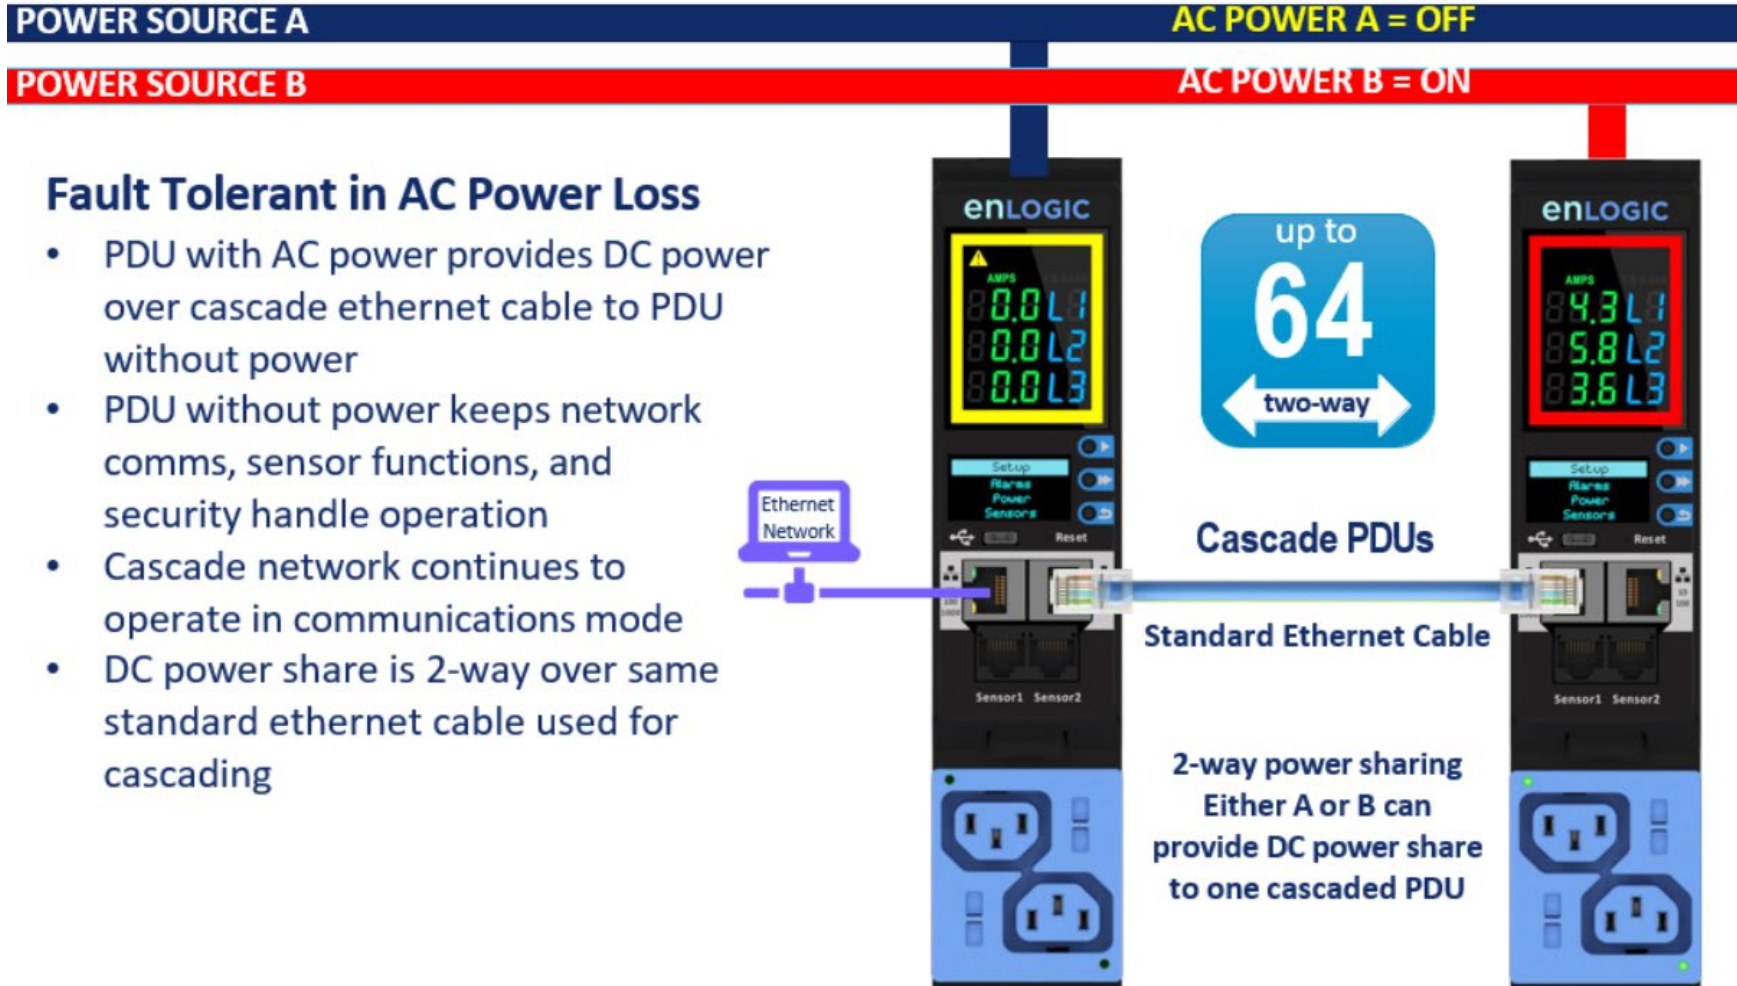 POWER SOURCE A
AC POWER A = OFF
POWER SOURCE B
AC POWER B = ON
Fault Tolerant in AC Power Loss
• PDU with AC power provides DC power
over cascade ethernet cable to PDU
without power
• PDU without power keeps network
comms, sensor functions, and
security handle operation
• Cascade network continues to
operate in communications mode
• DC power share is 2-way over same
standard ethernet cable used for
cascading
Ethernet
Network
enLOGIC
AMPS
0.0 L1
0.0 L2
0.0 L3
Setup
Alarms
Power
Sensors
Reset
Sensor1 Sensor2
up to
64
two-way
Cascade PDUs
Standard Ethernet Cable
2-way power sharing
Either A or B can
provide DC power share
to one cascaded PDU
enLOGIC
AMPS
4.3 L1
5.8 L2
3.6 L3
Setup
Alarms
Power
Sensors
Reset
Sensor1 Sensor2